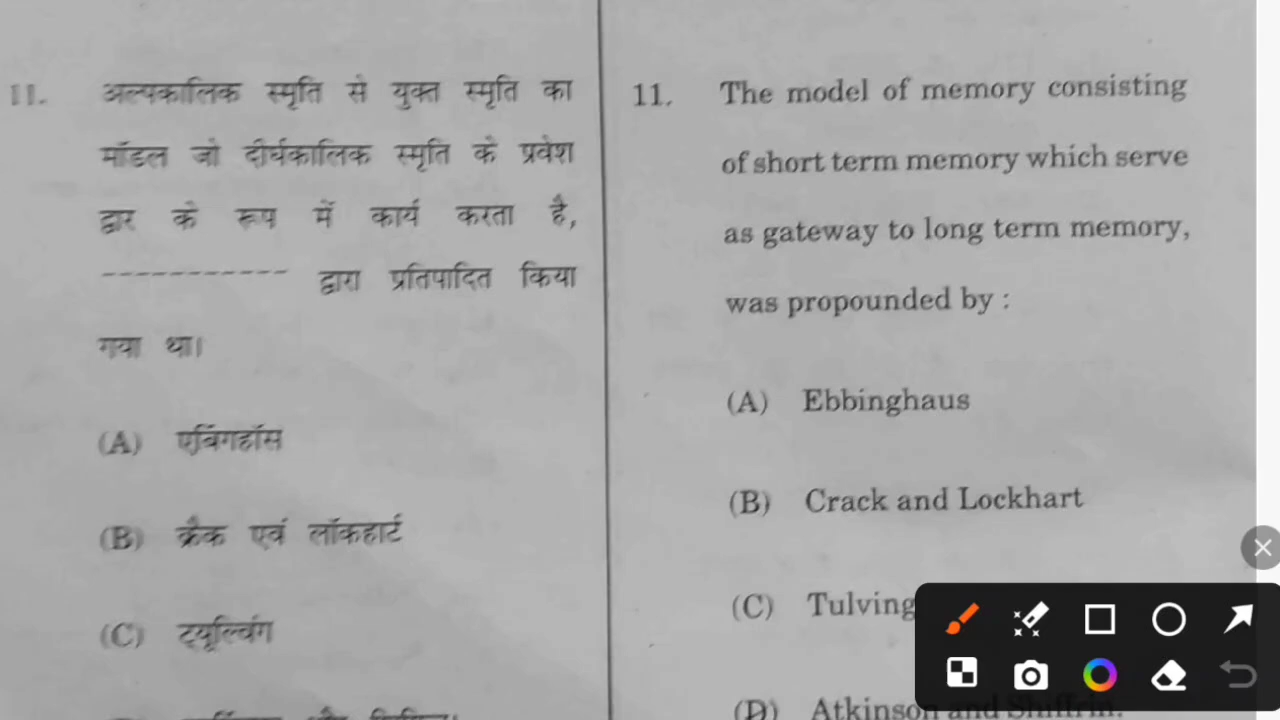 11. अल्पकालिक स्मृति से युक्त स्मृति का
मॉडल जो दीर्घकालिक स्मृति के प्रवेश
द्वार के रूप में कार्य करता है,
------------ द्वारा प्रतिपादित किया
गया था।
(A) एबिंगहॉस
(B) क्रैक एवं लॉकहार्ट
(C) ट्यूल्विंग
11. The model of memory consisting
of short term memory which serve
as gateway to long term memory,
was propounded by :
(A) Ebbinghaus
(B) Crack and Lockhart
(C) Tulving
(D) Atkinson and Shiffrin.